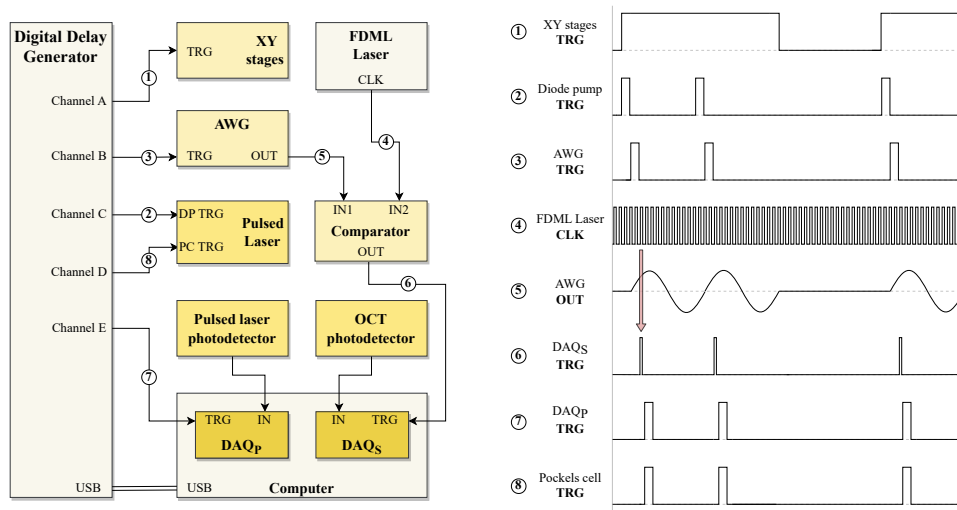 Digital Delay
Generator
Channel A
Channel B
Channel C
Channel D
Channel E
USB
XY
stages
TRG
①
AWG
TRG
OUT
③
⑤
FDML
Laser
CLK
④
DP TRG
PC TRG
Pulsed
Laser
②
⑧
IN1
IN2
Comparator
OUT
⑥
Pulsed laser
photodetector
OCT
photodetector
⑦
TRG
IN
DAQP
IN
TRG
DAQS
USB
Computer
① XY stages
TRG
② Diode pump
TRG
③ AWG
TRG
④ FDML Laser
CLK
⑤ AWG
OUT
⑥ DAQS
TRG
⑦ DAQP
TRG
⑧ Pockels cell
TRG